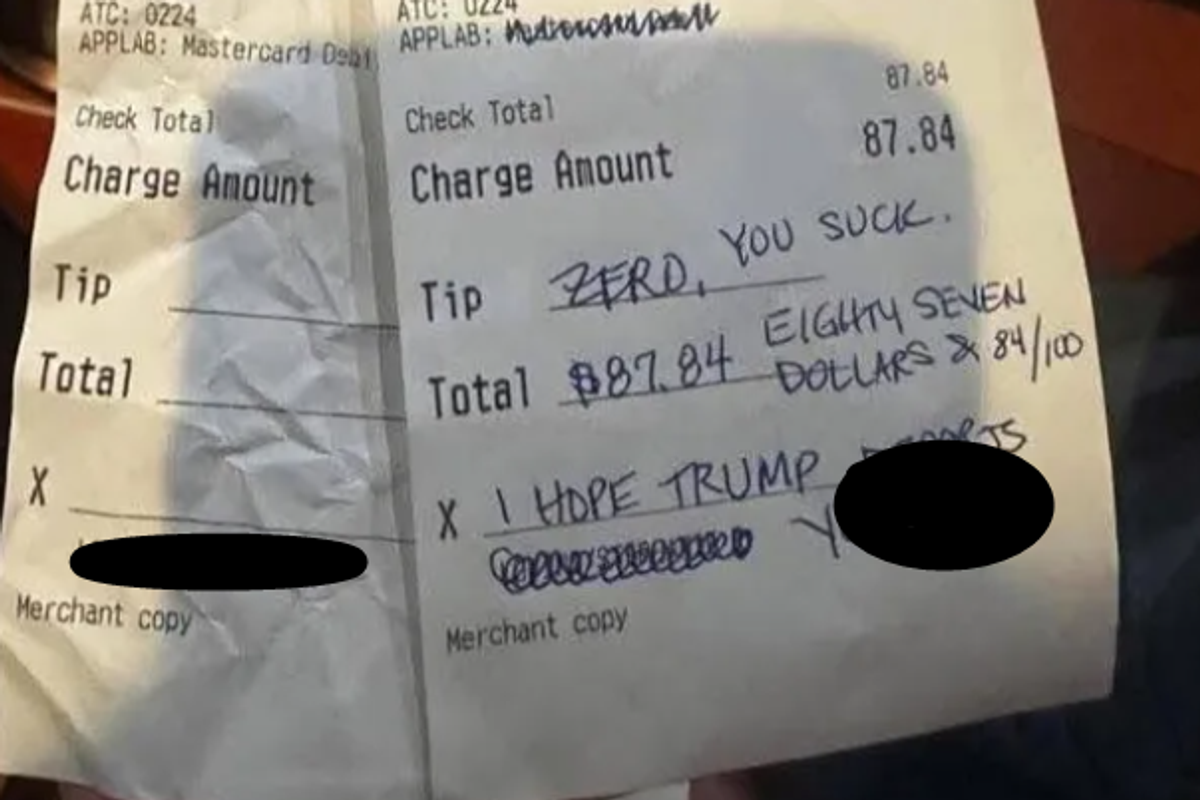 ATC: 0224
APPLAB: Mastercard Debi
Check Total
Charge Amount
Tip
Total
X
Merchant copy
ATC: 0224
APPLAB:
Check Total 87.84
Charge Amount 87.84
Tip ZERO, YOU SUCK.
Total $87.84 EIGHTY SEVEN
DOLLARS & 84/100
X I HOPE TRUMP
Merchant copy